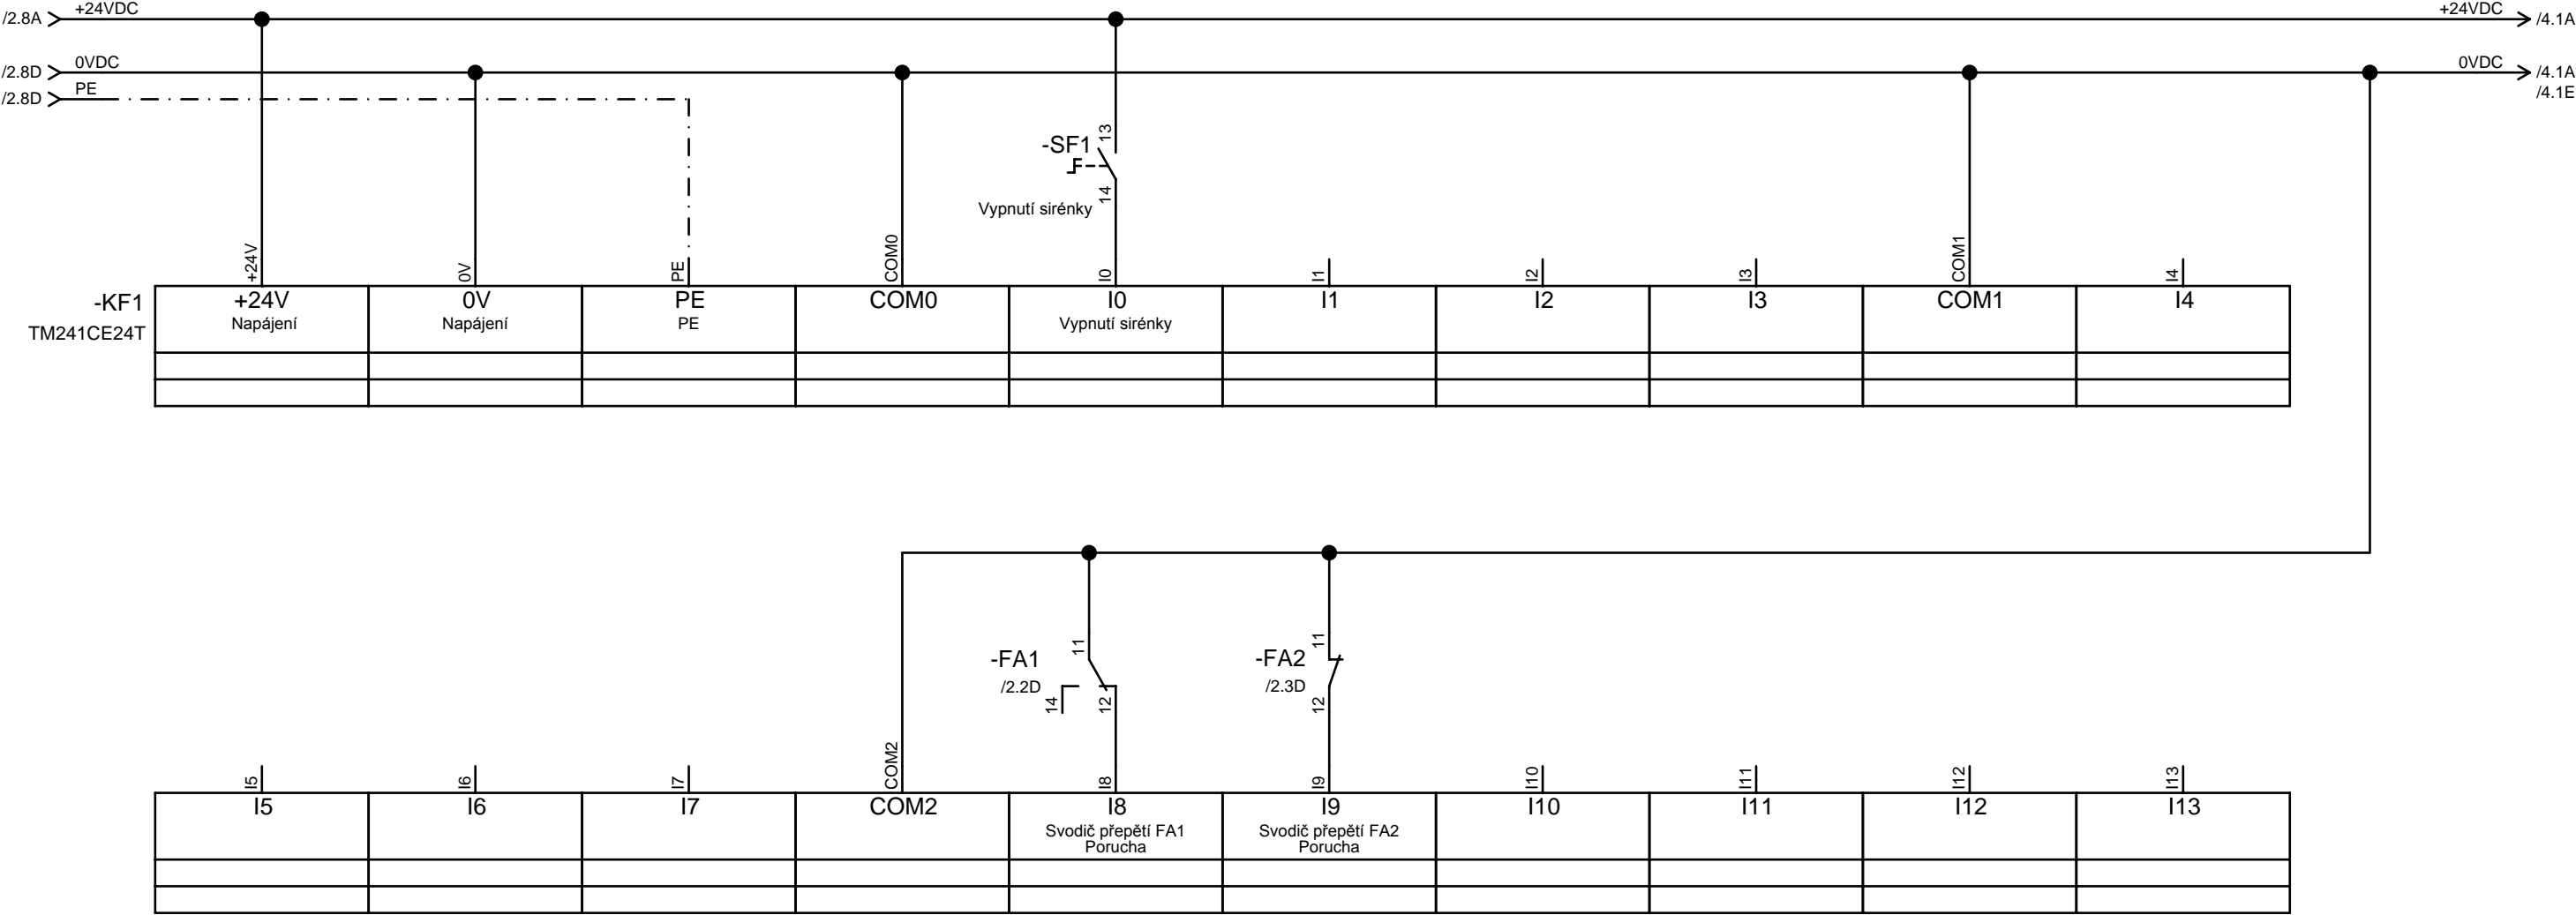 /2.8A
+24VDC
+24VDC
/4.1A
/2.8D
0VDC
0VDC
/4.1A
/2.8D
PE
/4.1E
13
-SF1
14
Vypnutí sirénky
+24V
0V
PE
COM0
I0
I1
I2
I3
COM1
I4
-KF1
TM241CE24T
+24V
Napájení
0V
Napájení
PE
PE
COM0
I0
Vypnutí sirénky
I1
I2
I3
COM1
I4
11
-FA1
/2.2D
14
12
11
-FA2
/2.3D
12
I5
I6
I7
COM2
I8
I9
I10
I11
I12
I13
I5
I6
I7
COM2
I8
Svodič přepětí FA1
Porucha
I9
Svodič přepětí FA2
Porucha
I10
I11
I12
I13